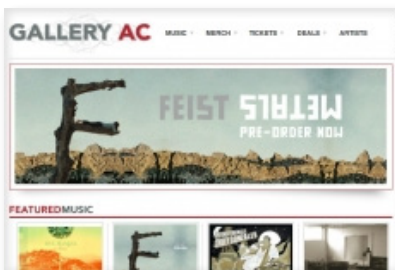 GALLERY AC
MUSIC MERCH TICKETS DEALS ARTISTS
FEIST METALS
PRE-ORDER NOW
FEATUREDMUSIC